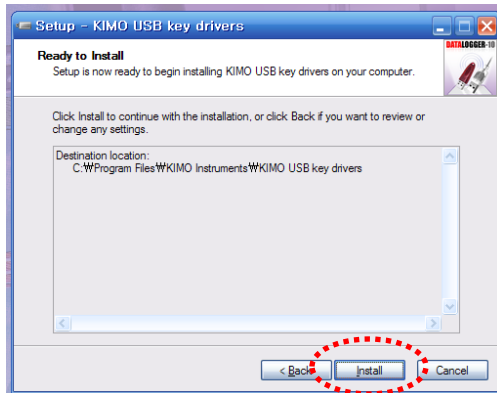 Setup - KIMO USB key drivers
DATALOGGER-10
Ready to Install
Setup is now ready to begin installing KIMO USB key drivers on your computer.
Click Install to continue with the installation, or click Back if you want to review or
change any settings.
Destination location:
C:₩Program Files₩KIMO Instruments₩KIMO USB key drivers
< Back
Install
Cancel